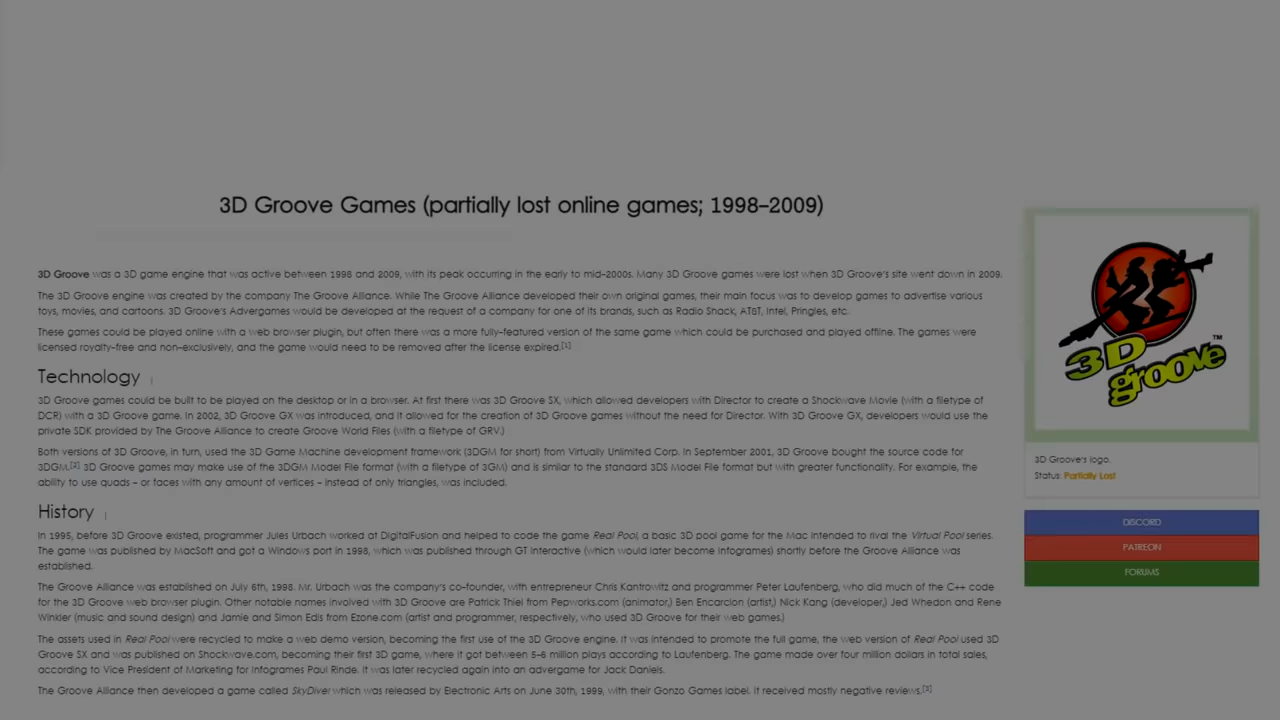 3D Groove Games (partially lost online games; 1998–2009)
3D Groove was a 3D game engine that was active between 1998 and 2009, with its peak occurring in the early to mid-2000s. Many 3D Groove games were lost when 3D Groove's site went down in 2009.
The 3D Groove engine was created by the company The Groove Alliance. While The Groove Alliance developed their own original games, their main focus was to develop games to advertise various
toys, movies, and cartoons. 3D Groove's Advergames would be developed at the request of a company for one of its brands, such as Radio Shack, AT&T, Intel, Pringles, etc.
These games could be played online with a web browser plugin, but often there was a more fully-featured version of the same game which could be purchased and played offline. The games were
licensed royalty-free and non-exclusively, and the game would need to be removed after the license expired.[1]
Technology
3D Groove games could be built to be played on the desktop or in a browser. At first there was 3D Groove SX, which allowed developers with Director to create a Shockwave Movie (with a filetype of
DCR) with a 3D Groove game. In 2002, 3D Groove GX was introduced, and it allowed for the creation of 3D Groove games without the need for Director. With 3D Groove GX, developers would use the
private SDK provided by The Groove Alliance to create Groove World Files (with a filetype of GRV.)
Both versions of 3D Groove, in turn, used the 3D Game Machine development framework (3DGM for short) from Virtually Unlimited Corp. In September 2001, 3D Groove bought the source code for
3DGM.[2] 3D Groove games may make use of the 3DGM Model File format (with a filetype of 3GM) and is similar to the standard 3DS Model File format but with greater functionality. For example, the
ability to use quads – or faces with any amount of vertices – instead of only triangles, was included.
History
In 1995, before 3D Groove existed, programmer Jules Urbach worked at DigitalFusion and helped to code the game Real Pool, a basic 3D pool game for the Mac intended to rival the Virtual Pool series.
The game was published by MacSoft and got a Windows port in 1998, which was published through GT Interactive (which would later become Infogrames) shortly before the Groove Alliance was
established.
The Groove Alliance was established on July 6th, 1998. Mr. Urbach was the company's co-founder, with entrepreneur Chris Kantrowitz and programmer Peter Laufenberg, who did much of the C++ code
for the 3D Groove web browser plugin. Other notable names involved with 3D Groove are Patrick Thiel from Pepworks.com (animator,) Ben Encarcion (artist,) Nick Kang (developer,) Jed Whedon and Rene
Winkler (music and sound design) and Jamie and Simon Edis from Ezone.com (artist and programmer, respectively, who used 3D Groove for their web games.)
The assets used in Real Pool were recycled to make a web demo version, becoming the first use of the 3D Groove engine. It was intended to promote the full game, the web version of Real Pool used 3D
Groove SX and was published on Shockwave.com, becoming their first 3D game, where it got between 5-6 million plays according to Laufenberg. The game made over four million dollars in total sales,
according to Vice President of Marketing for Infogrames Paul Rinde. It was later recycled again into an advergame for Jack Daniels.
The Groove Alliance then developed a game called SkyDiver which was released by Electronic Arts on June 30th, 1999, with their Gonzo Games label. It received mostly negative reviews.[3]
3D
groove
TM
3D Groove's logo.
Status: Partially Lost
DISCORD
PATREON
FORUMS